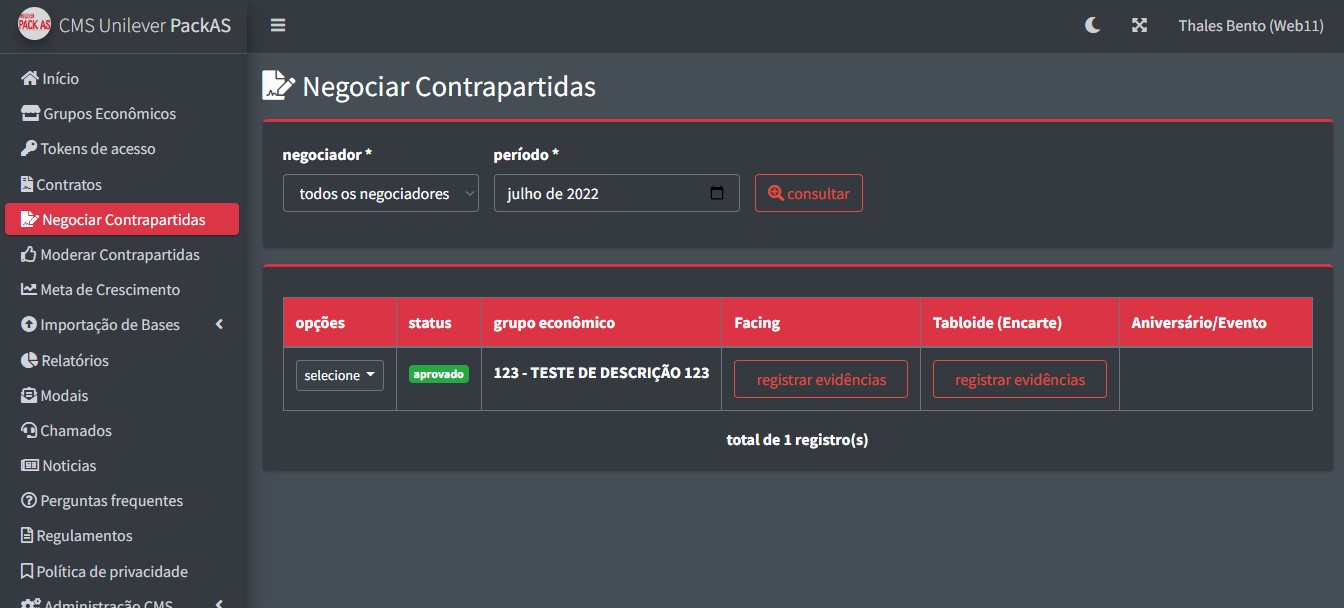 PACK AS
CMS Unilever PackAS
Thales Bento (Web11)
Início
Grupos Econômicos
Tokens de acesso
Contratos
Negociar Contrapartidas
Moderar Contrapartidas
Meta de Crescimento
Importação de Bases
Relatórios
Modais
Chamados
Noticias
Perguntas frequentes
Regulamentos
Política de privacidade
Administração CMS
Negociar Contrapartidas
negociador * período *
todos os negociadores julho de 2022 consultar
opções status grupo econômico Facing Tabloide (Encarte) Aniversário/Evento
selecione aprovado 123 - TESTE DE DESCRIÇÃO 123 registrar evidências registrar evidências
total de 1 registro(s)